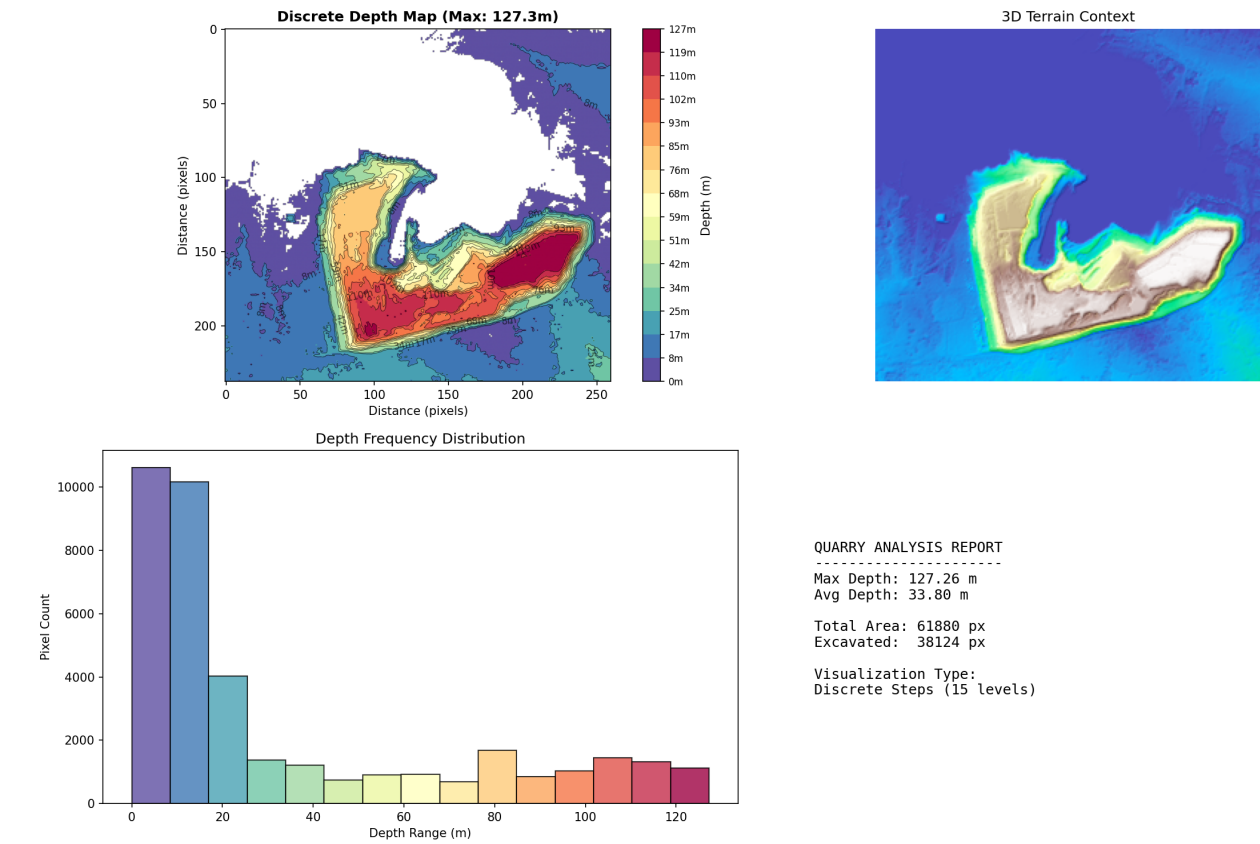 Discrete Depth Map (Max: 127.3m)
3D Terrain Context
0
50
100
150
200
Distance (pixels)
0
50
100
150
200
250
Distance (pixels)
127m
119m
110m
102m
93m
85m
76m
68m
59m
51m
42m
34m
25m
17m
8m
0m
Depth (m)
Depth Frequency Distribution
10000
8000
6000
4000
2000
0
Pixel Count
0
20
40
60
80
100
120
Depth Range (m)
QUARRY ANALYSIS REPORT
----------------------
Max Depth: 127.26 m
Avg Depth: 33.80 m
Total Area: 61880 px
Excavated:  38124 px
Visualization Type:
Discrete Steps (15 levels)